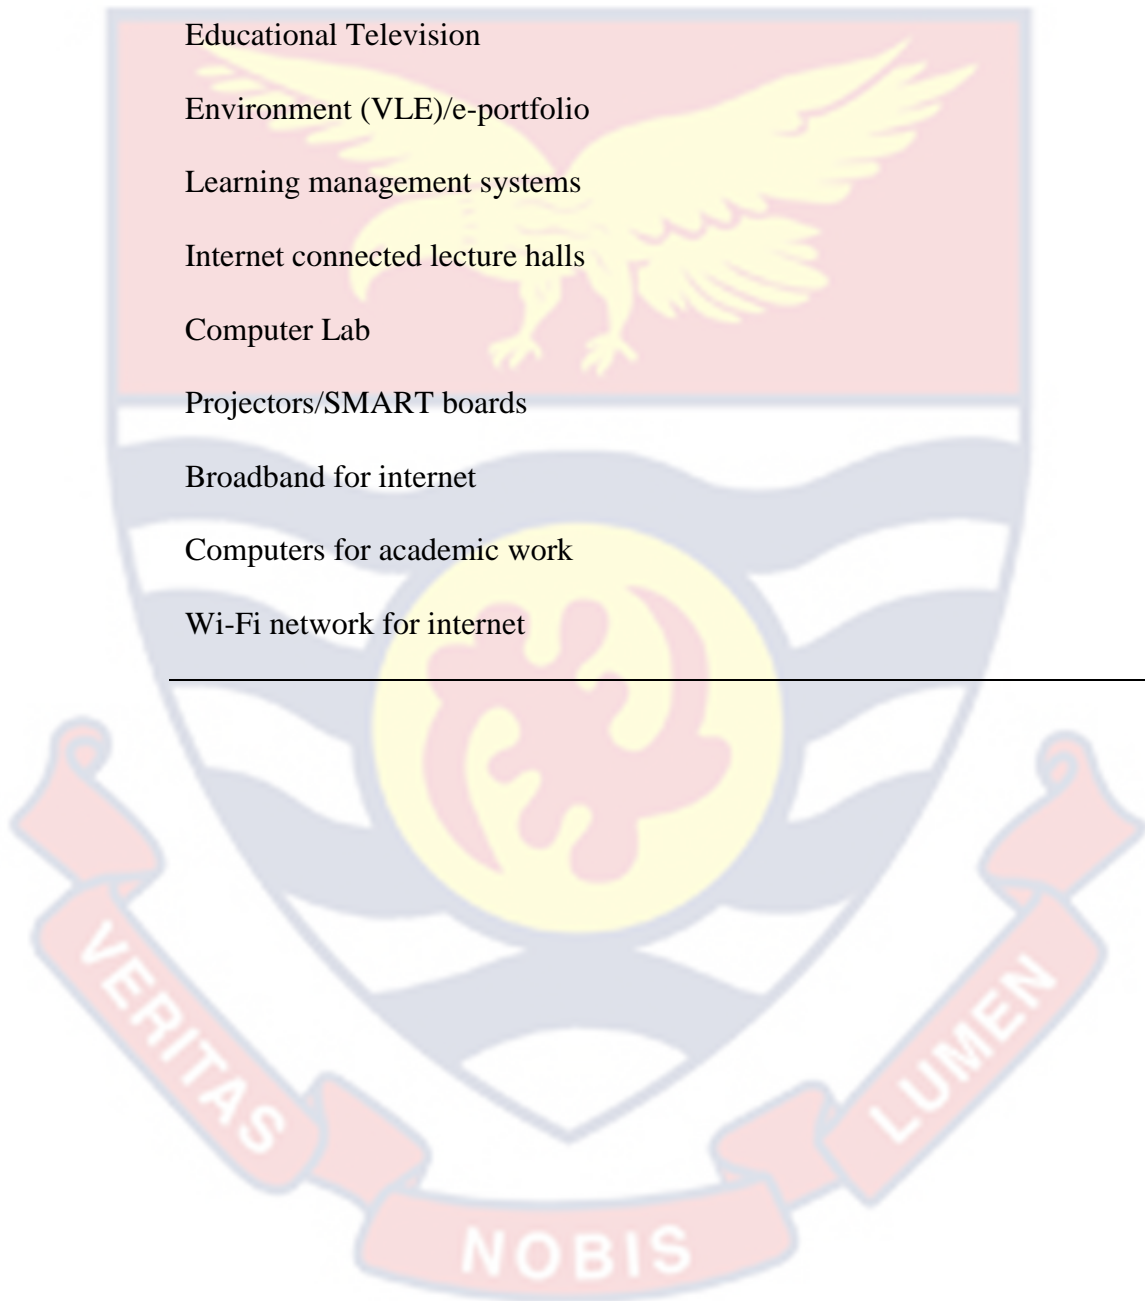 Educational Television
Environment (VLE)/e-portfolio
Learning management systems
Internet connected lecture halls
Computer Lab
Projectors/SMART boards
Broadband for internet
Computers for academic work
Wi-Fi network for internet
VERITAS
NOBIS
LUMEN